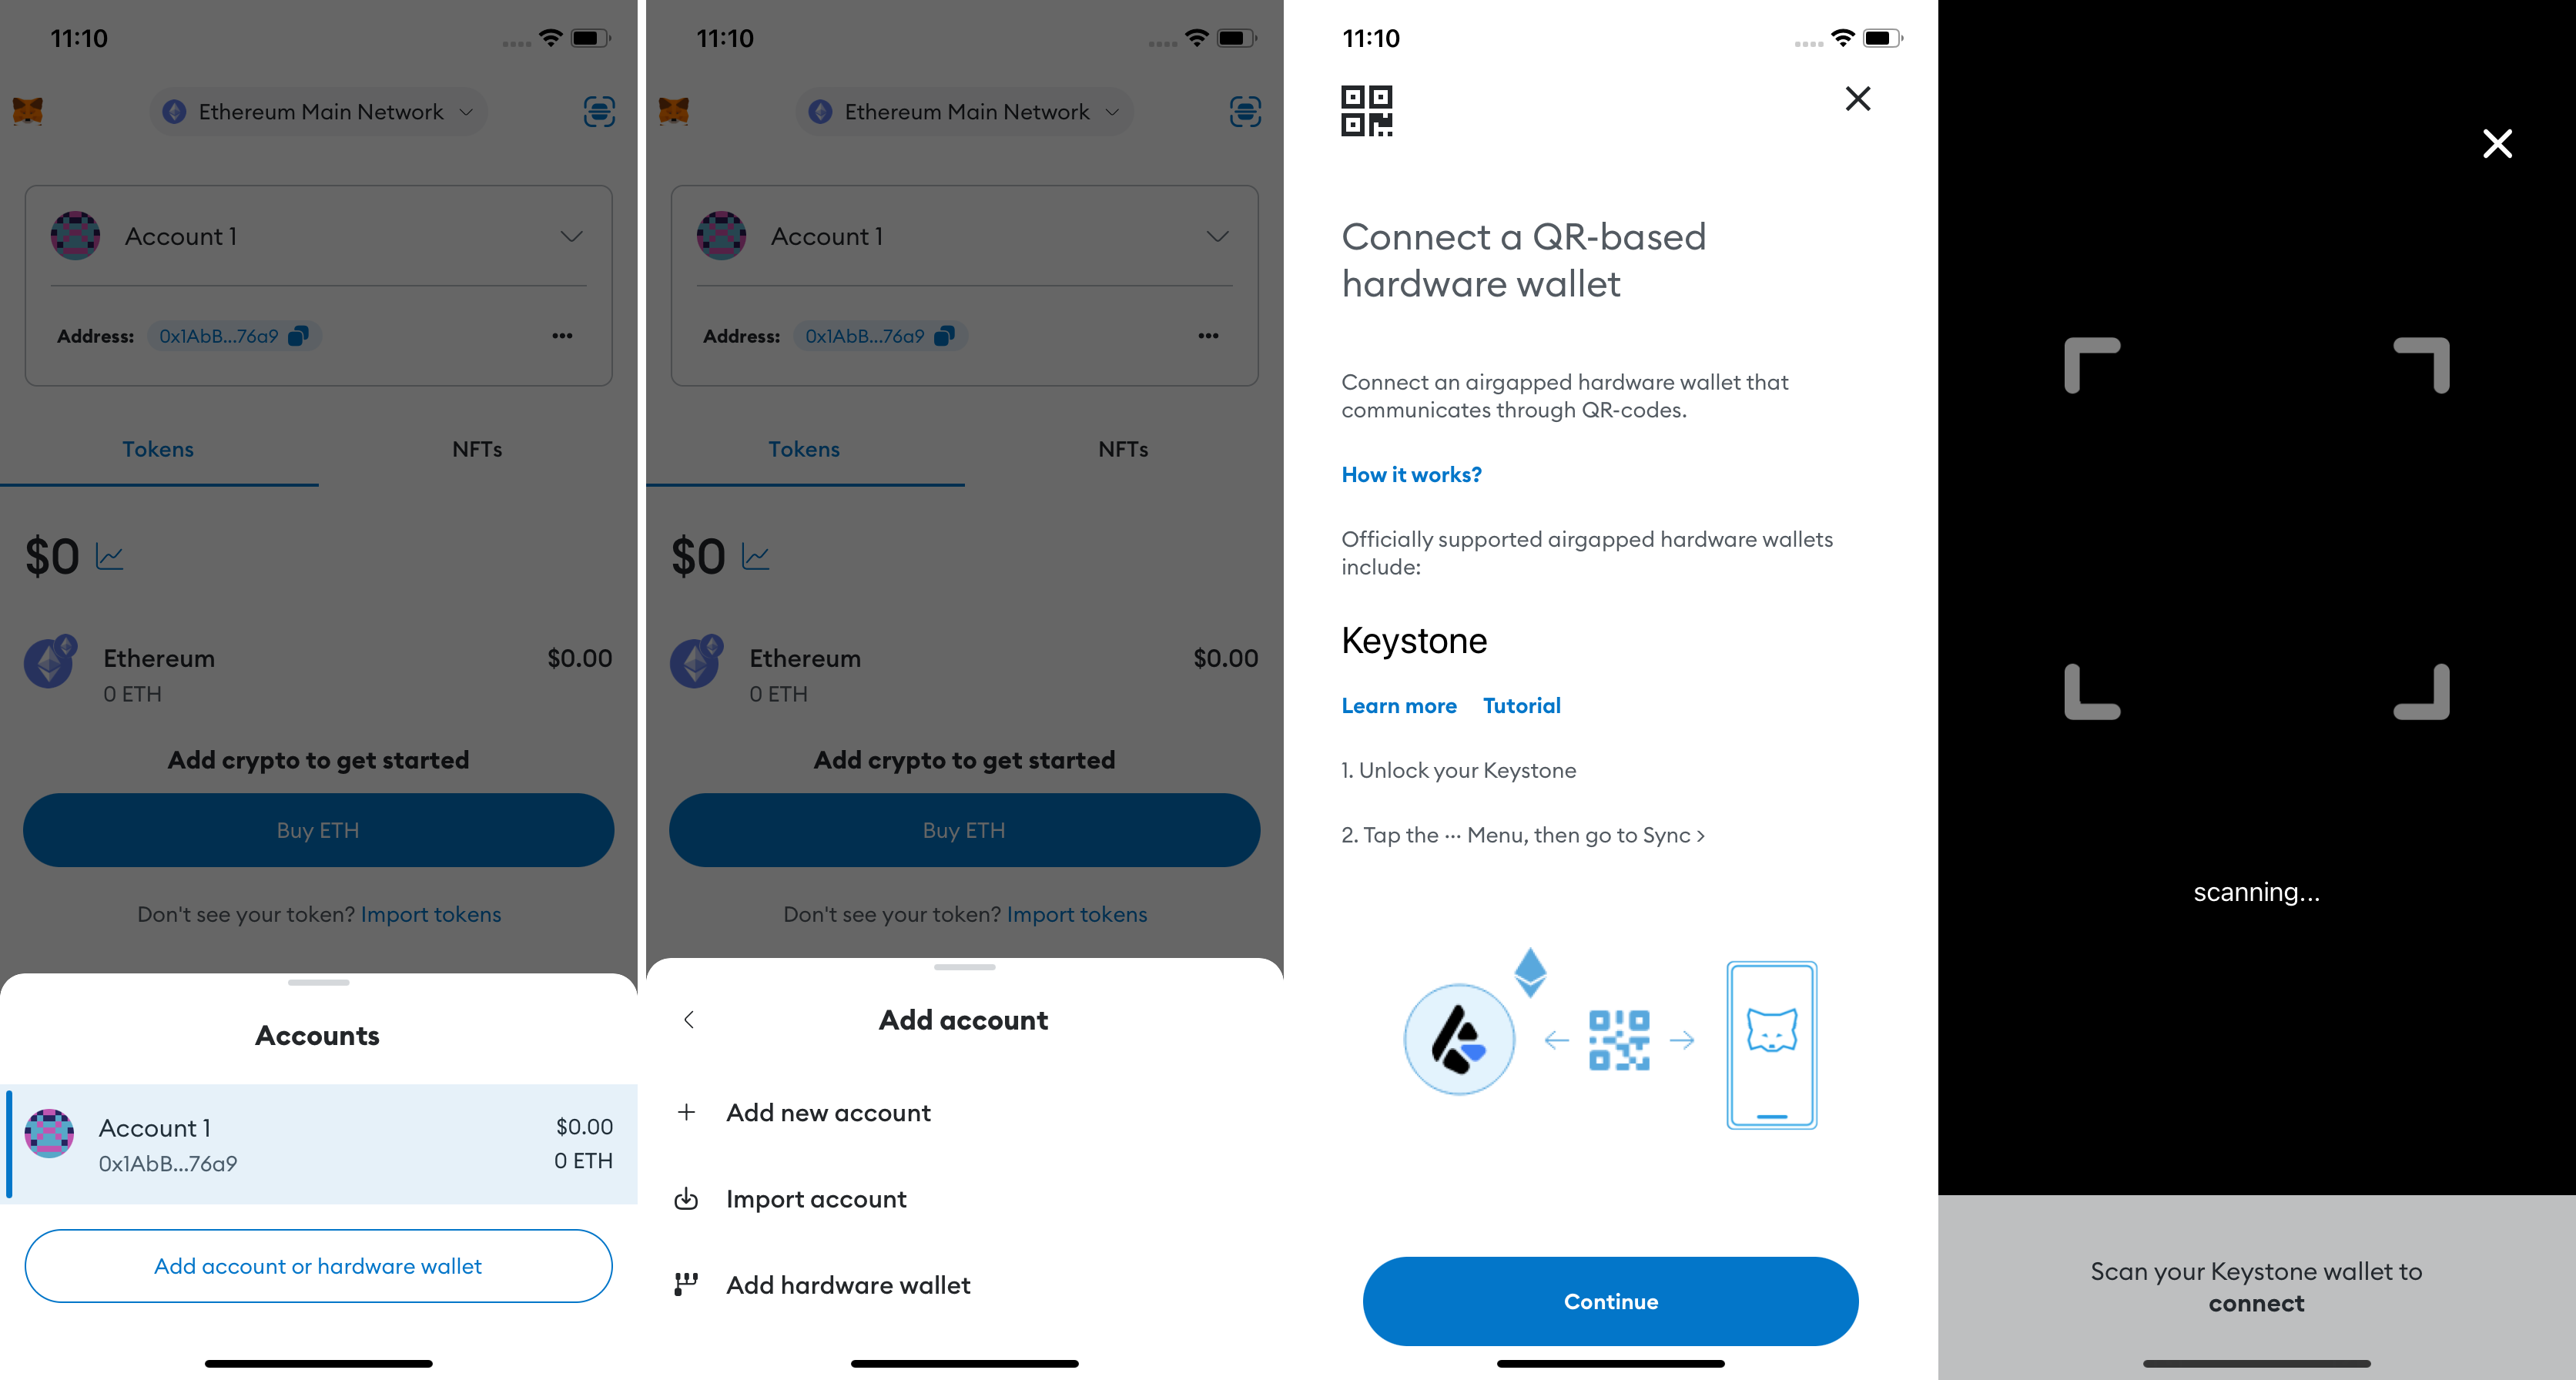 11:10
Ethereum Main Network
Account 1
Address: 0x1AbB...76a9
Tokens NFTs
$0
Ethereum $0.00
0 ETH
Add crypto to get started
Buy ETH
Don't see your token? Import tokens
Accounts
Account 1 $0.00
0x1AbB...76a9 0 ETH
Add account or hardware wallet
11:10
Ethereum Main Network
Account 1
Address: 0x1AbB...76a9
Tokens NFTs
$0
Ethereum $0.00
0 ETH
Add crypto to get started
Buy ETH
Don't see your token? Import tokens
Add account
Add new account
Import account
Add hardware wallet
11:10
Connect a QR-based
hardware wallet
Connect an airgapped hardware wallet that
communicates through QR-codes.
How it works?
Officially supported airgapped hardware wallets
include:
Keystone
Learn more Tutorial
1. Unlock your Keystone
2. Tap the ··· Menu, then go to Sync >
Continue
scanning...
Scan your Keystone wallet to
connect